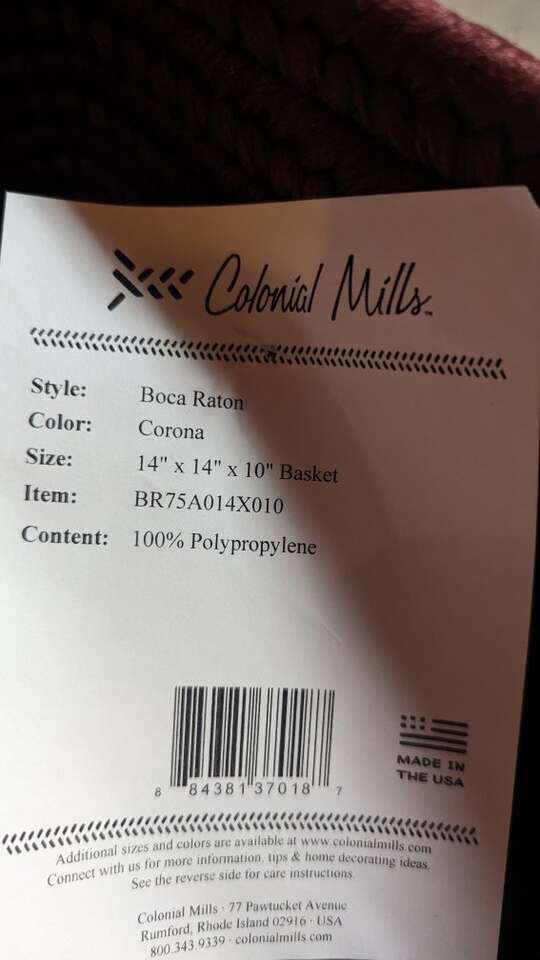 Colonial Mills™
Style: Boca Raton
Color: Corona
Size: 14" x 14" x 10" Basket
Item: BR75A014X010
Content: 100% Polypropylene
8 84381 37018 7
MADE IN
THE USA
Additional sizes and colors are available at www.colonialmills.com
Connect with us for more information, tips & home decorating ideas.
See the reverse side for care instructions.
Colonial Mills · 77 Pawtucket Avenue
Rumford, Rhode Island 02916 · USA
800.343.9339 · colonialmills.com